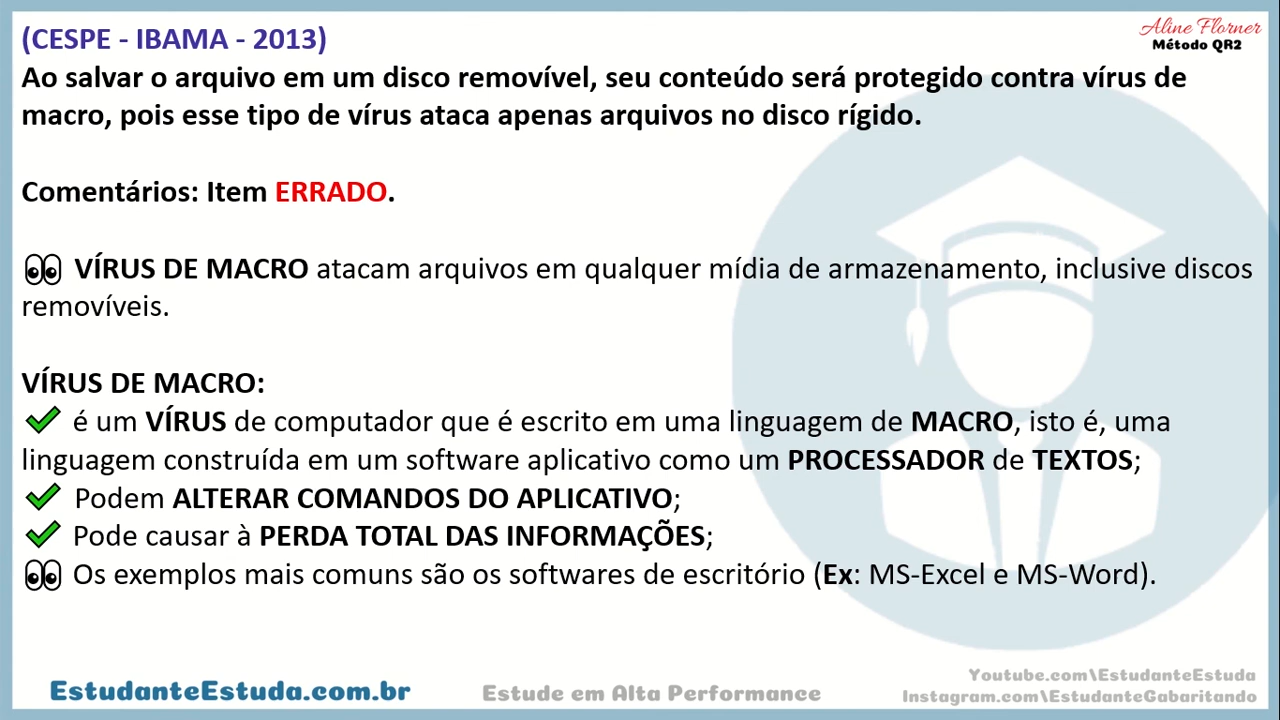 (CESPE - IBAMA - 2013)
Aline Florner
Método QR2
Ao salvar o arquivo em um disco removível, seu conteúdo será protegido contra vírus de
macro, pois esse tipo de vírus ataca apenas arquivos no disco rígido.
Comentários: Item ERRADO.
VÍRUS DE MACRO atacam arquivos em qualquer mídia de armazenamento, inclusive discos
removíveis.
VÍRUS DE MACRO:
é um VÍRUS de computador que é escrito em uma linguagem de MACRO, isto é, uma
linguagem construída em um software aplicativo como um PROCESSADOR de TEXTOS;
Podem ALTERAR COMANDOS DO APLICATIVO;
Pode causar à PERDA TOTAL DAS INFORMAÇÕES;
Os exemplos mais comuns são os softwares de escritório (Ex: MS-Excel e MS-Word).
EstudanteEstuda.com.br
Estude em Alta Performance
Youtube.com\EstudanteEstuda
Instagram.com\EstudanteGabaritando